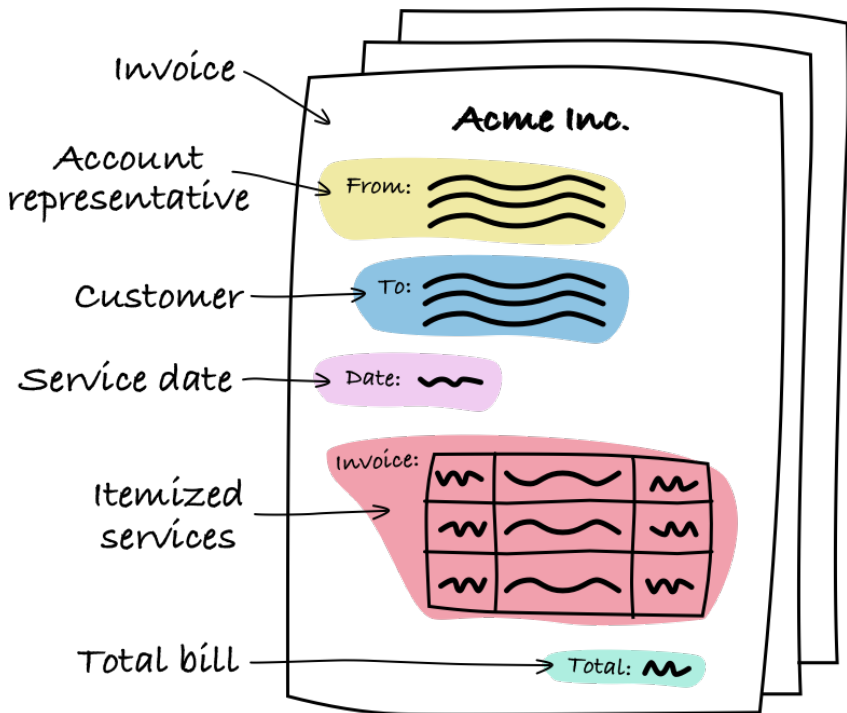 Invoice
Acme Inc.
Account
representative
From:
Customer
To:
Service date
Date:
Invoice:
Itemized
services
Total bill
Total: